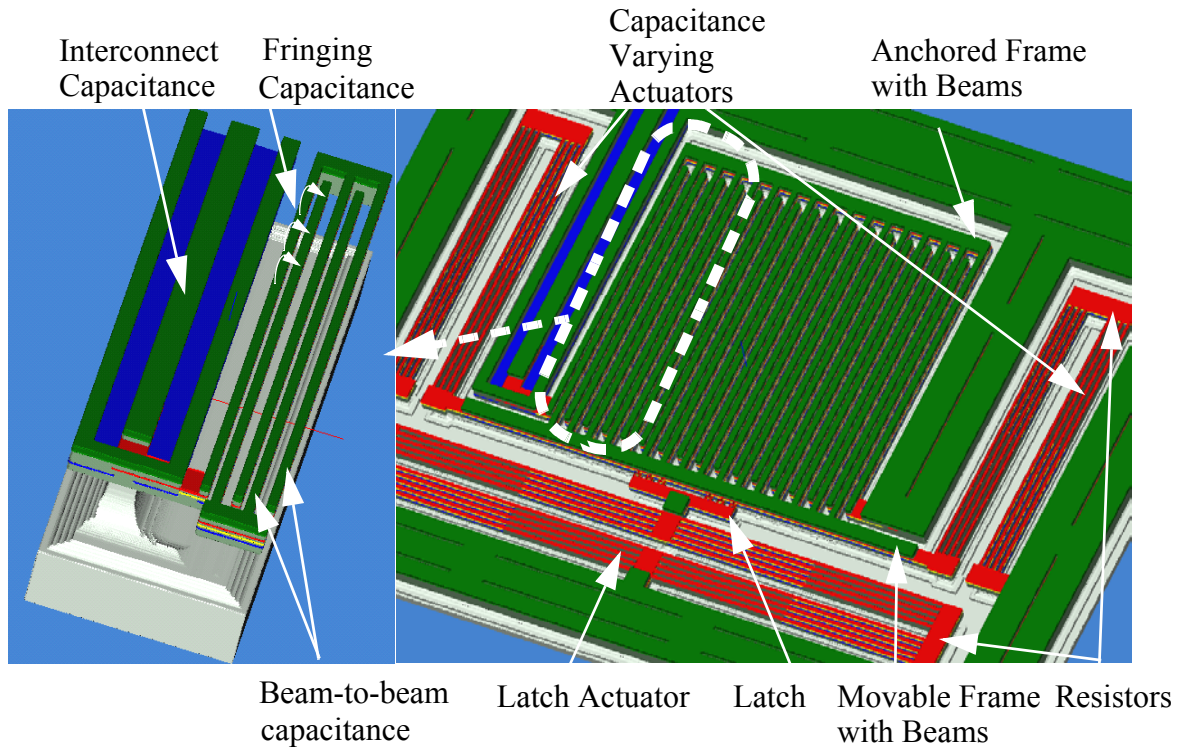 Interconnect
Capacitance
Fringing
Capacitance
Capacitance
Varying
Actuators
Anchored Frame
with Beams
Beam-to-beam
capacitance
Latch Actuator
Latch
Movable Frame
with Beams
Resistors